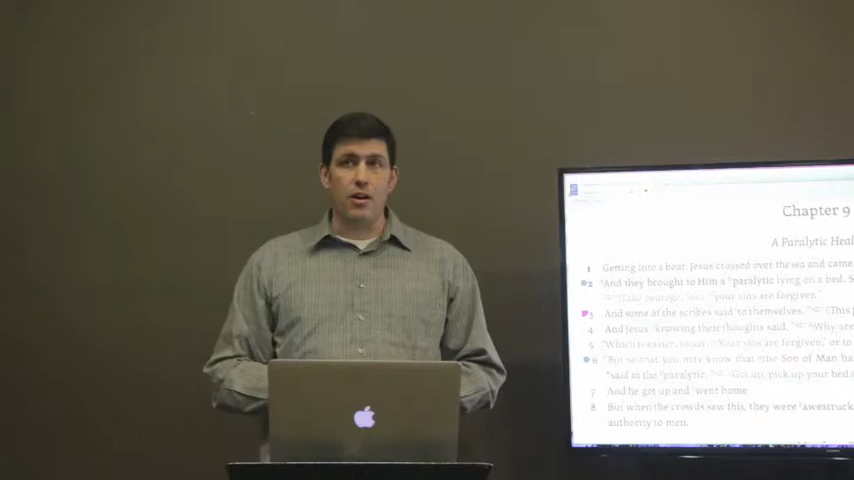 Chapter 9
A Paralytic Heal
1 Getting into a boat, Jesus crossed over the sea and came
2 And they brought to Him a paralytic lying on a bed. S
"Take courage, your sins are forgiven."
3 And some of the scribes said to themselves, "This
4 And Jesus knowing their thoughts said, "Why are
5 "Which is easier, to say, 'Your sins are forgiven,' or to
6 "But so that you may know that the Son of Man ha
said to the paralytic, "Get up, pick up your bed
7 And he got up and went home
8 But when the crowds saw this, they were awestruck
authority to men.